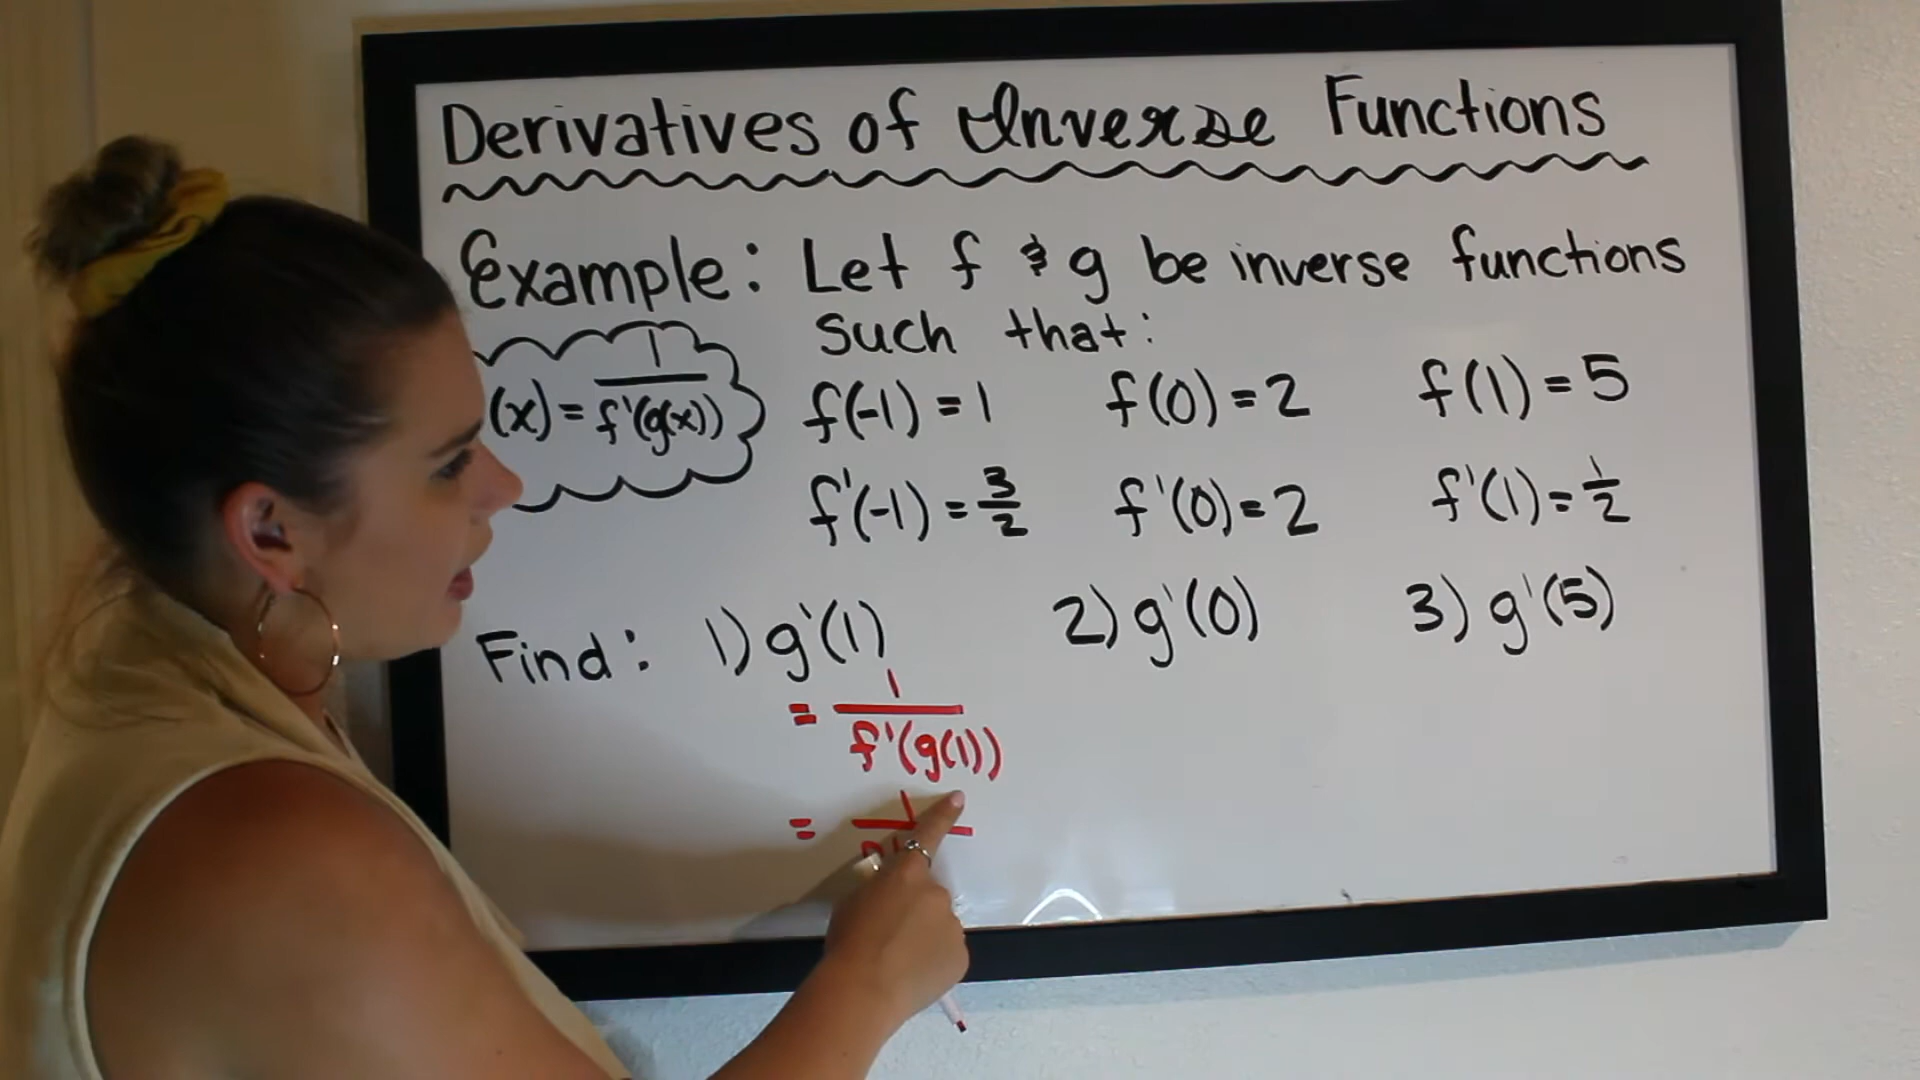 Derivatives of Inverse Functions
Example: Let f & g be inverse functions
such that:
(x) = 1/f'(g(x))
f(-1) = 1 f(0) = 2 f(1) = 5
f'(-1) = 3/2 f'(0) = 2 f'(1) = 1/2
Find: 1) g'(1) 2) g'(0) 3) g'(5)
= 1/f'(g(1))
= 1